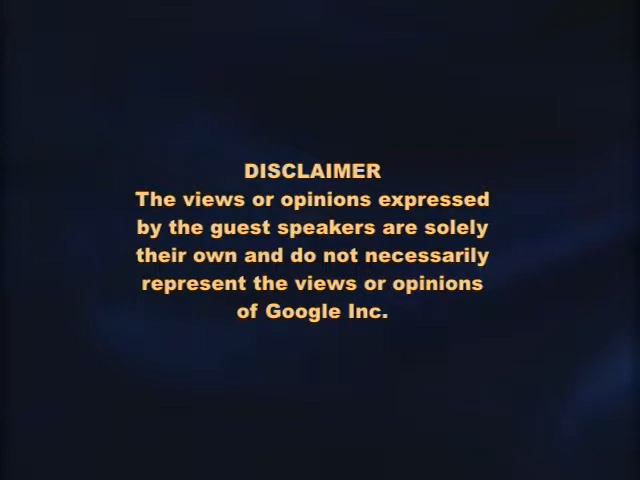 DISCLAIMER
The views or opinions expressed
by the guest speakers are solely
their own and do not necessarily
represent the views or opinions
of Google Inc.